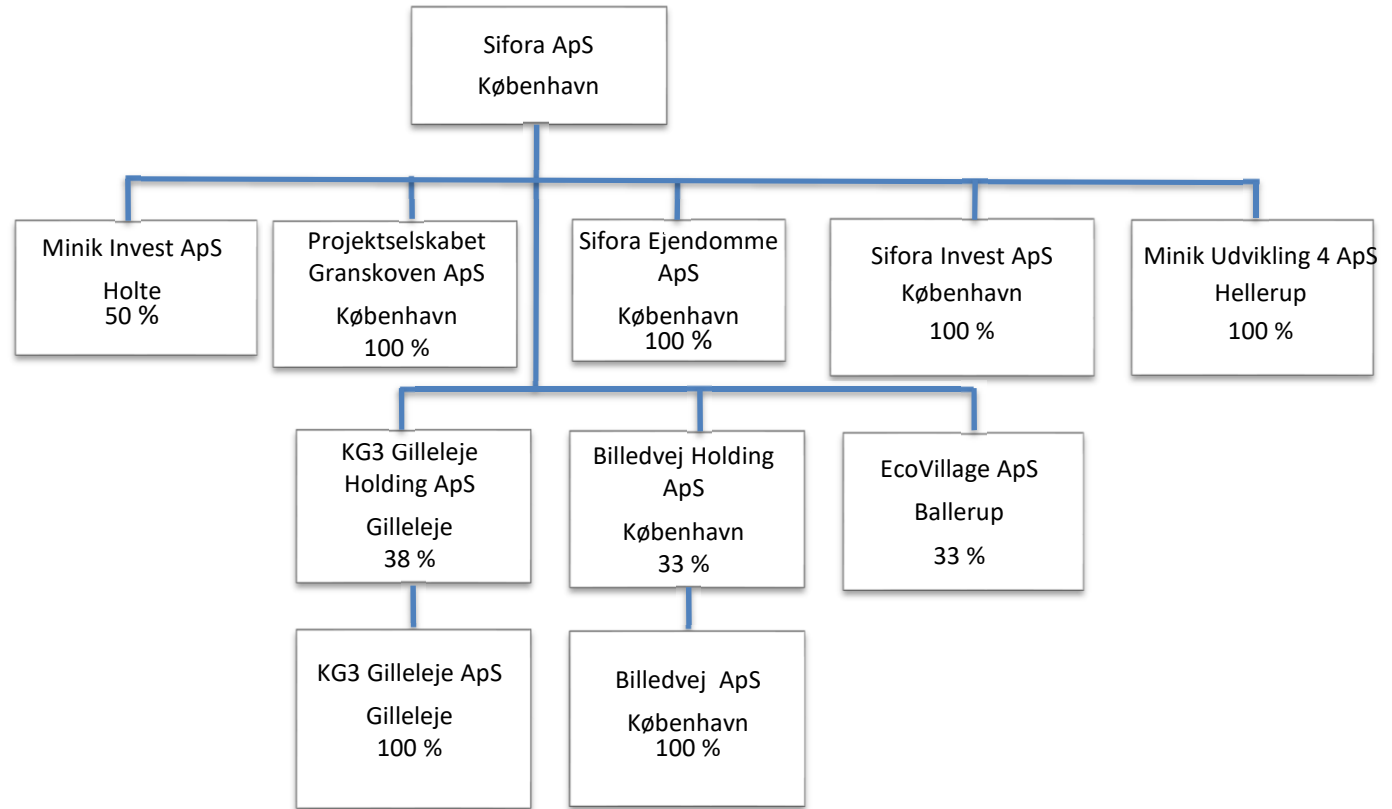 Sifora ApS
København
Minik Invest ApS
Holte
50 %
Projektselskabet
Granskoven ApS
København
100 %
Sifora Ejendomme
ApS
København
100 %
Sifora Invest ApS
København
100 %
Minik Udvikling 4 ApS
Hellerup
100 %
KG3 Gilleleje
Holding ApS
Gilleleje
38 %
Billedvej Holding
ApS
København
33 %
EcoVillage ApS
Ballerup
33 %
KG3 Gilleleje ApS
Gilleleje
100 %
Billedvej ApS
København
100 %